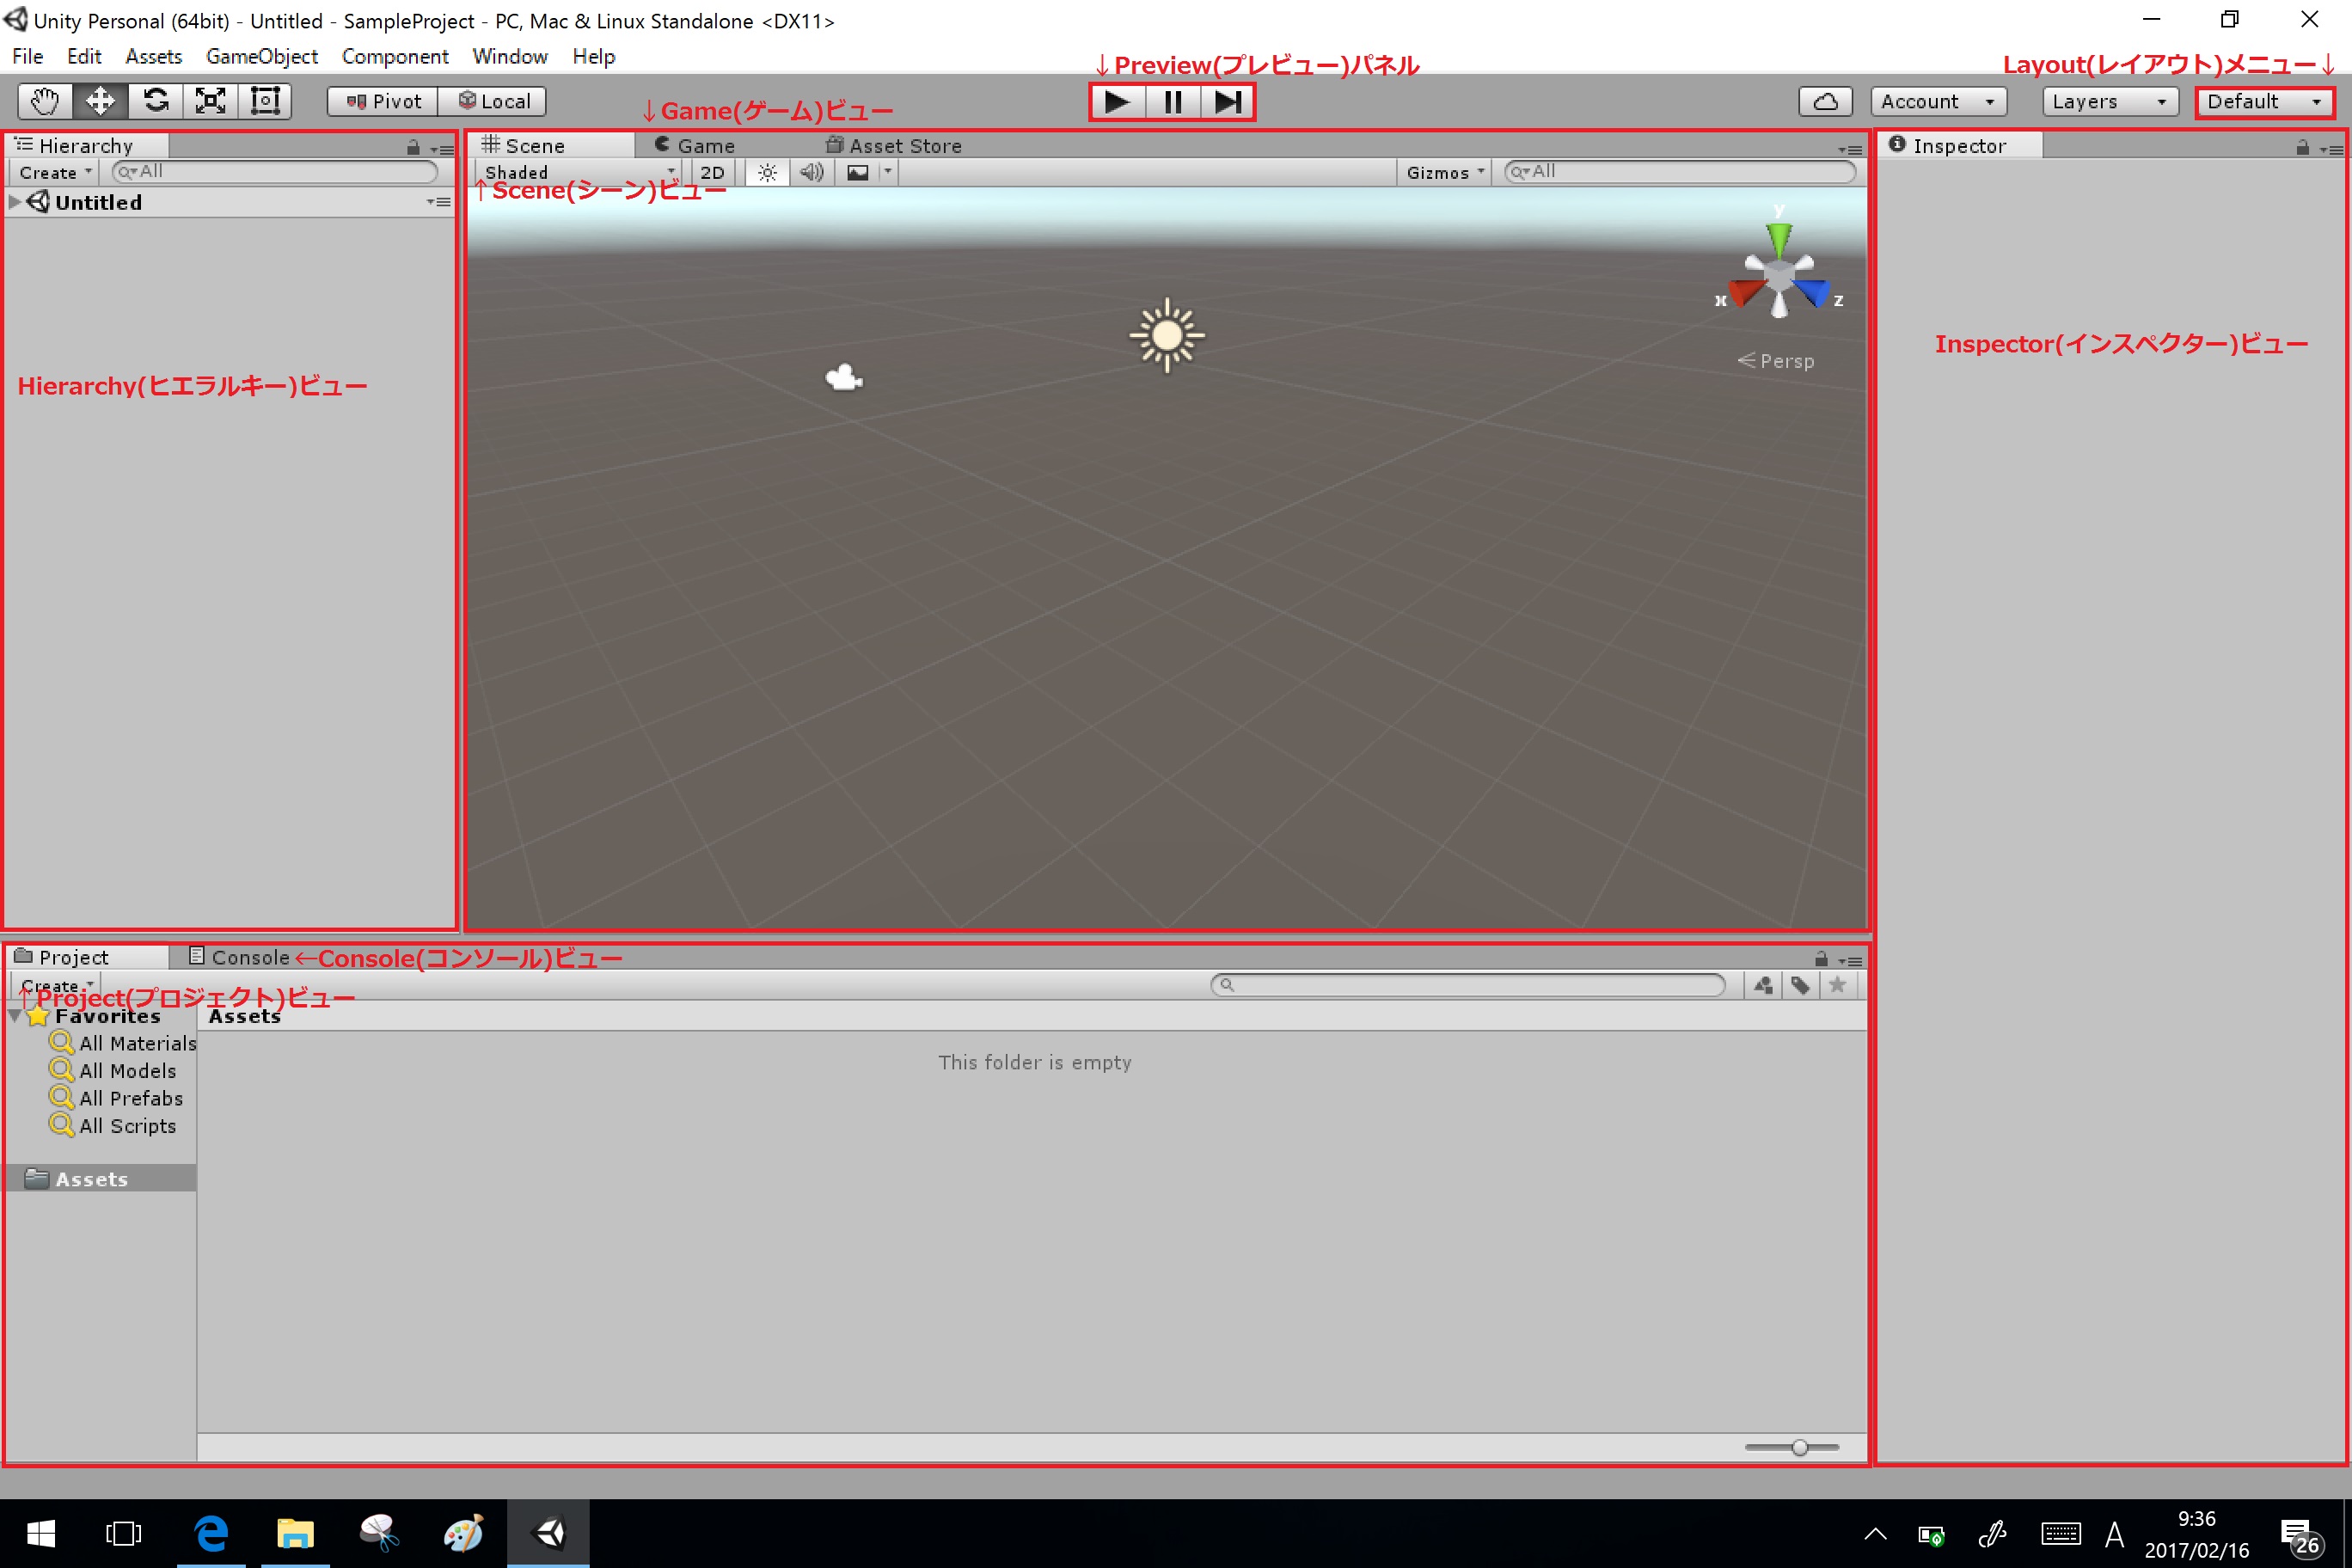 Unity Personal (64bit) - Untitled - SampleProject - PC, Mac & Linux Standalone <DX11>
File Edit Assets GameObject Component Window Help
↓Preview(プレビュー)パネル
Layout(レイアウト)メニュー↓
Pivot Local
↓Game(ゲーム)ビュー
Account Layers Default
Hierarchy
Create All
Untitled
Hierarchy(ヒエラルキー)ビュー
Scene Game Asset Store
Shaded 2D Gizmos All
↑Scene(シーン)ビュー
y
x z
Persp
Inspector
Inspector(インスペクター)ビュー
Project Console ←Console(コンソール)ビュー
Create
↑Project(プロジェクト)ビュー
Favorites
All Materials
All Models
All Prefabs
All Scripts
Assets
Assets
This folder is empty
A
9:36
2017/02/16
26